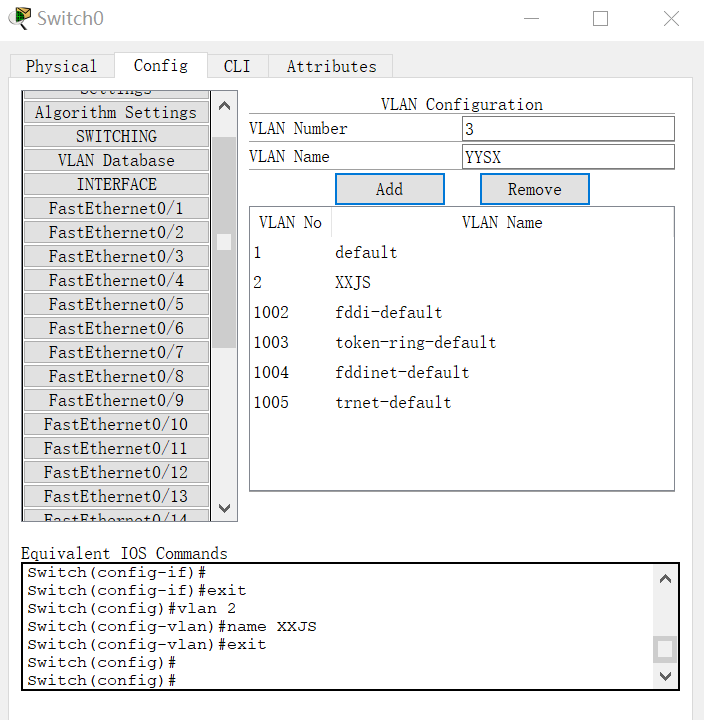 Switch0
Physical Config CLI Attributes
Settings
Algorithm Settings
SWITCHING
VLAN Database
INTERFACE
FastEthernet0/1
FastEthernet0/2
FastEthernet0/3
FastEthernet0/4
FastEthernet0/5
FastEthernet0/6
FastEthernet0/7
FastEthernet0/8
FastEthernet0/9
FastEthernet0/10
FastEthernet0/11
FastEthernet0/12
FastEthernet0/13
FastEthernet0/14
VLAN Configuration
VLAN Number 3
VLAN Name YYSX
Add Remove
VLAN No VLAN Name
1 default
2 XXJS
1002 fddi-default
1003 token-ring-default
1004 fddinet-default
1005 trnet-default
Equivalent IOS Commands
Switch(config-if)#
Switch(config-if)#exit
Switch(config)#vlan 2
Switch(config-vlan)#name XXJS
Switch(config-vlan)#exit
Switch(config)#
Switch(config)#